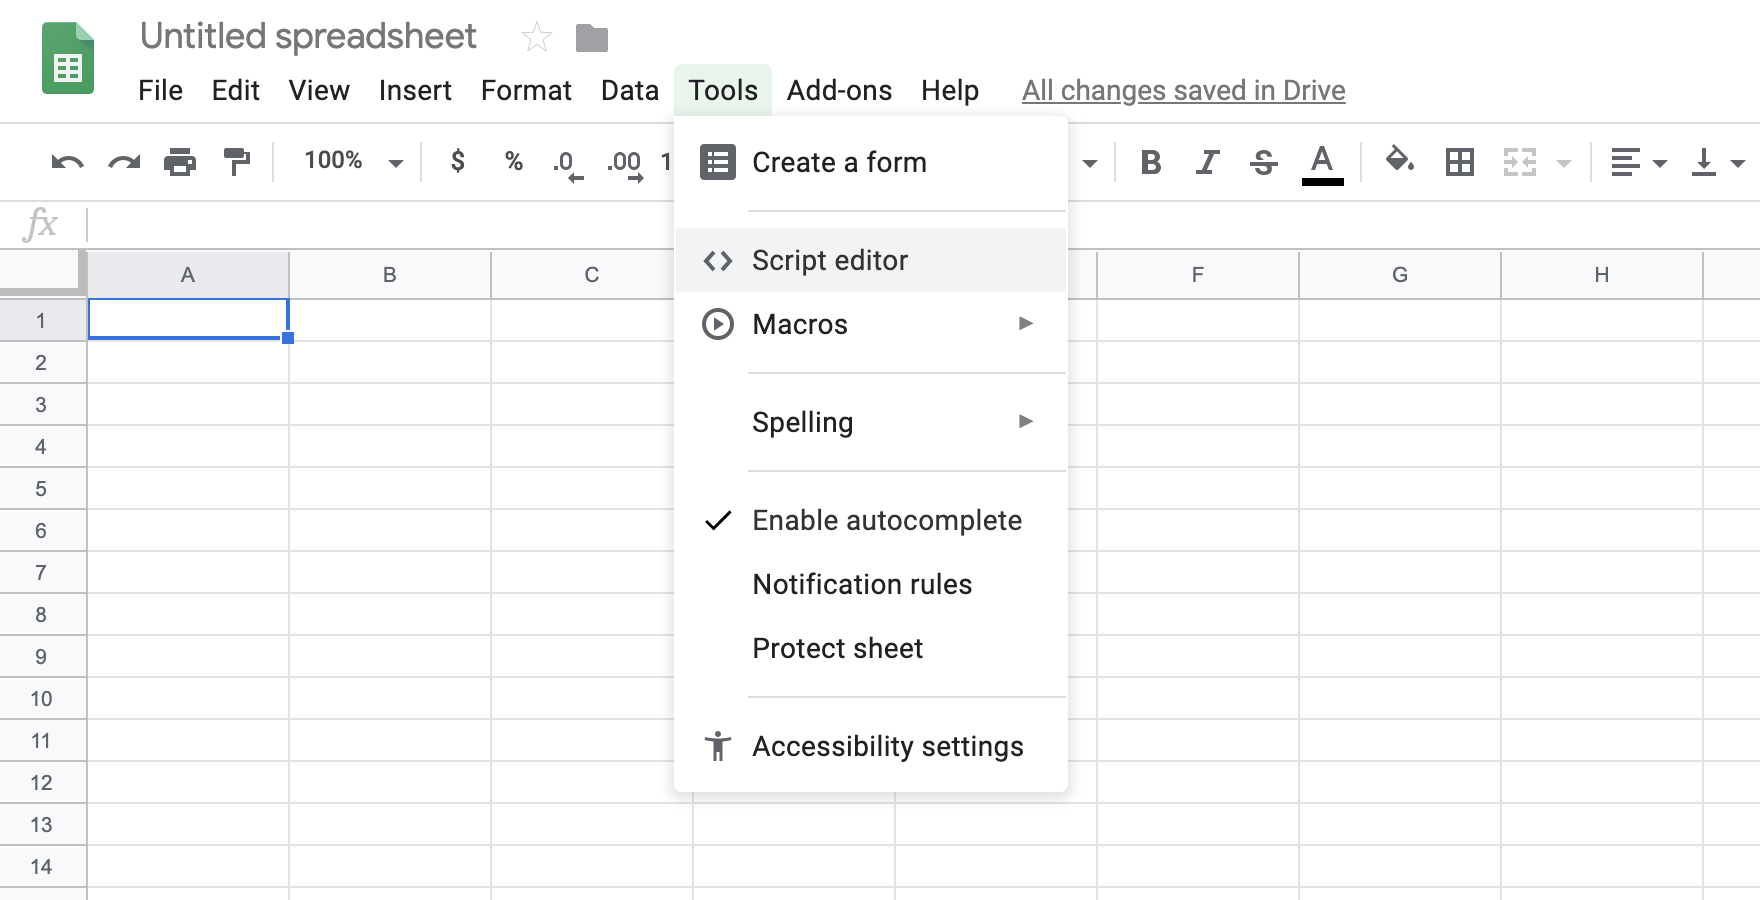 Untitled spreadsheet
File Edit View Insert Format Data Tools Add-ons Help All changes saved in Drive
100% $ % .0 .00 1 B I S A
Create a form
fx
Script editor
A B C F G H
Macros
Spelling
Enable autocomplete
Notification rules
Protect sheet
Accessibility settings
1
2
3
4
5
6
7
8
9
10
11
12
13
14